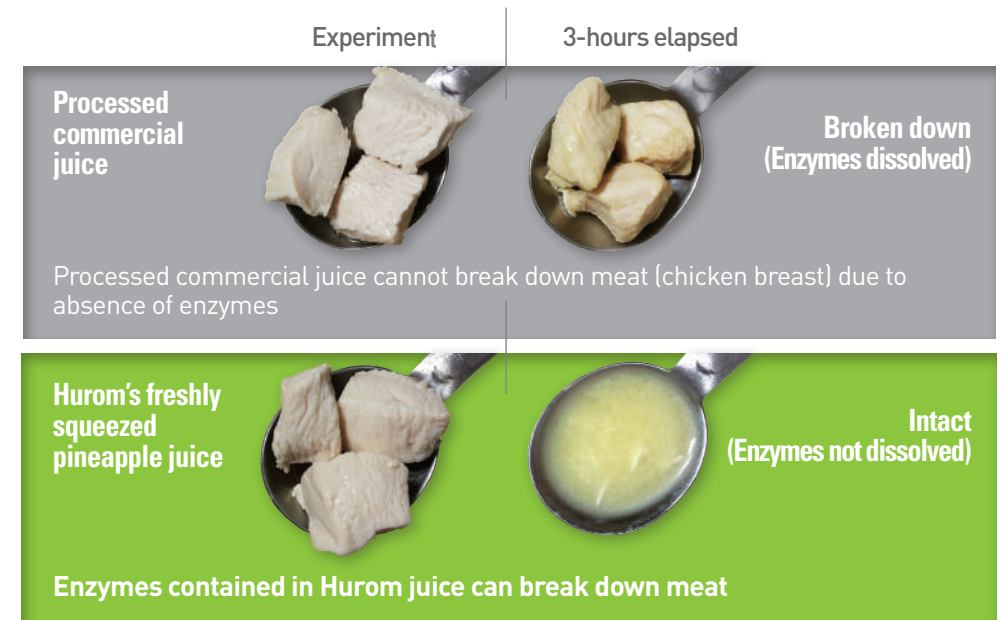 Experiment
3-hours elapsed
Processed
commercial
juice
Broken down
(Enzymes dissolved)
Processed commercial juice cannot break down meat (chicken breast) due to
absence of enzymes
Hurom's freshly
squeezed
pineapple juice
Intact
(Enzymes not dissolved)
Enzymes contained in Hurom juice can break down meat